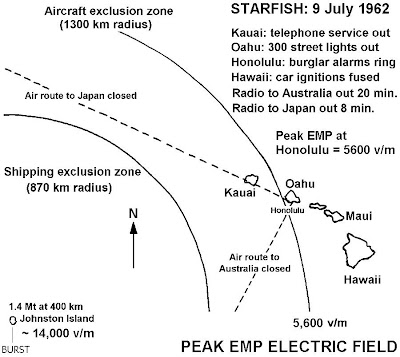 STARFISH: 9 July 1962
Aircraft exclusion zone
(1300 km radius)
Kauai: telephone service out
Oahu: 300 street lights out
Honolulu: burglar alarms ring
Hawaii: car ignitions fused
Radio to Australia out 20 min.
Radio to Japan out 8 min.
Air route to Japan closed
Peak EMP at
Honolulu = 5600 v/m
Shipping exclusion zone
(870 km radius)
Kauai
Oahu
Honolulu
Maui
N
Hawaii
Air route to
Australia closed
1.4 Mt at 400 km
Johnston Island
~ 14,000 v/m
BURST
5,600 v/m
PEAK EMP ELECTRIC FIELD